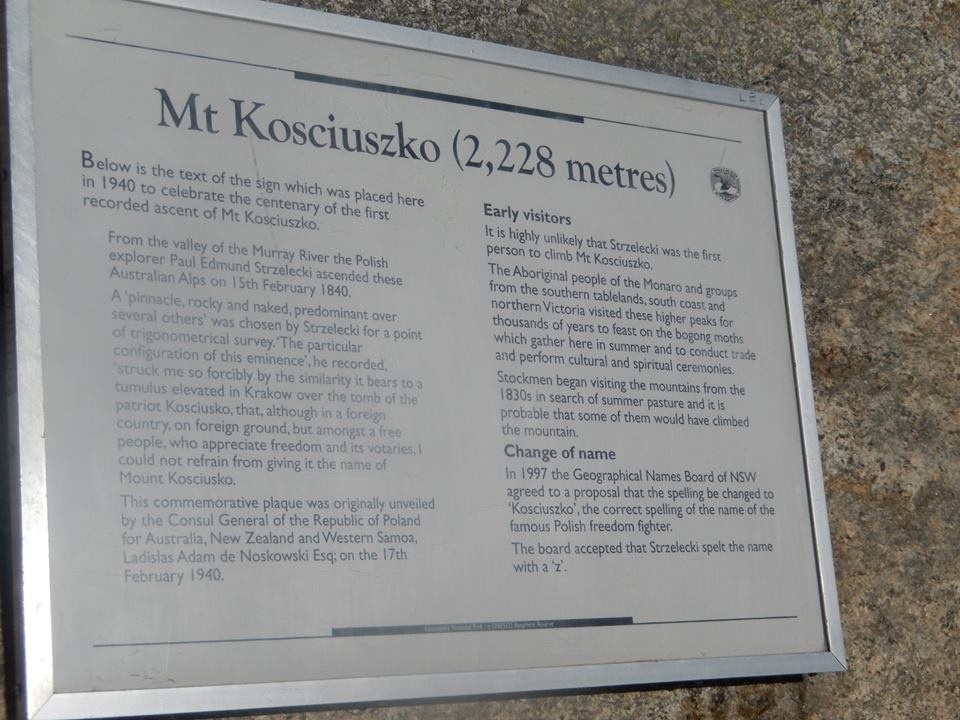 LEL
Mt Kosciuszko (2,228 metres)
Below is the text of the sign which was placed here
in 1940 to celebrate the centenary of the first
recorded ascent of Mt Kosciuszko.
From the valley of the Murray River the Polish
explorer Paul Edmund Strzelecki ascended these
Australian Alps on 15th February 1840.
A 'pinnacle, rocky and naked, predominant over
several others' was chosen by Strzelecki for a point
of trigonometrical survey. 'The particular
configuration of this eminence', he recorded,
'struck me so forcibly by the similarity it bears to a
tumulus elevated in Krakow over the tomb of the
patriot Kosciusko, that, although in a foreign
country, on foreign ground, but amongst a free
people, who appreciate freedom and its votaries, I
could not refrain from giving it the name of
Mount Kosciusko.
This commemorative plaque was originally unveiled
by the Consul General of the Republic of Poland
for Australia, New Zealand and Western Samoa,
Ladislas Adam de Noskowski Esq; on the 17th
February 1940.
Early visitors
It is highly unlikely that Strzelecki was the first
person to climb Mt Kosciuszko.
The Aboriginal people of the Monaro and groups
from the southern tablelands, south coast and
northern Victoria visited these higher peaks for
thousands of years to feast on the bogong moths
which gather here in summer and to conduct trade
and perform cultural and spiritual ceremonies.
Stockmen began visiting the mountains from the
1830s in search of summer pasture and it is
probable that some of them would have climbed
the mountain.
Change of name
In 1997 the Geographical Names Board of NSW
agreed to a proposal that the spelling be changed to
'Kosciuszko', the correct spelling of the name of the
famous Polish freedom fighter.
The board accepted that Strzelecki spelt the name
with a 'z'.
Kosciuszko National Park - a UNESCO Biosphere Reserve